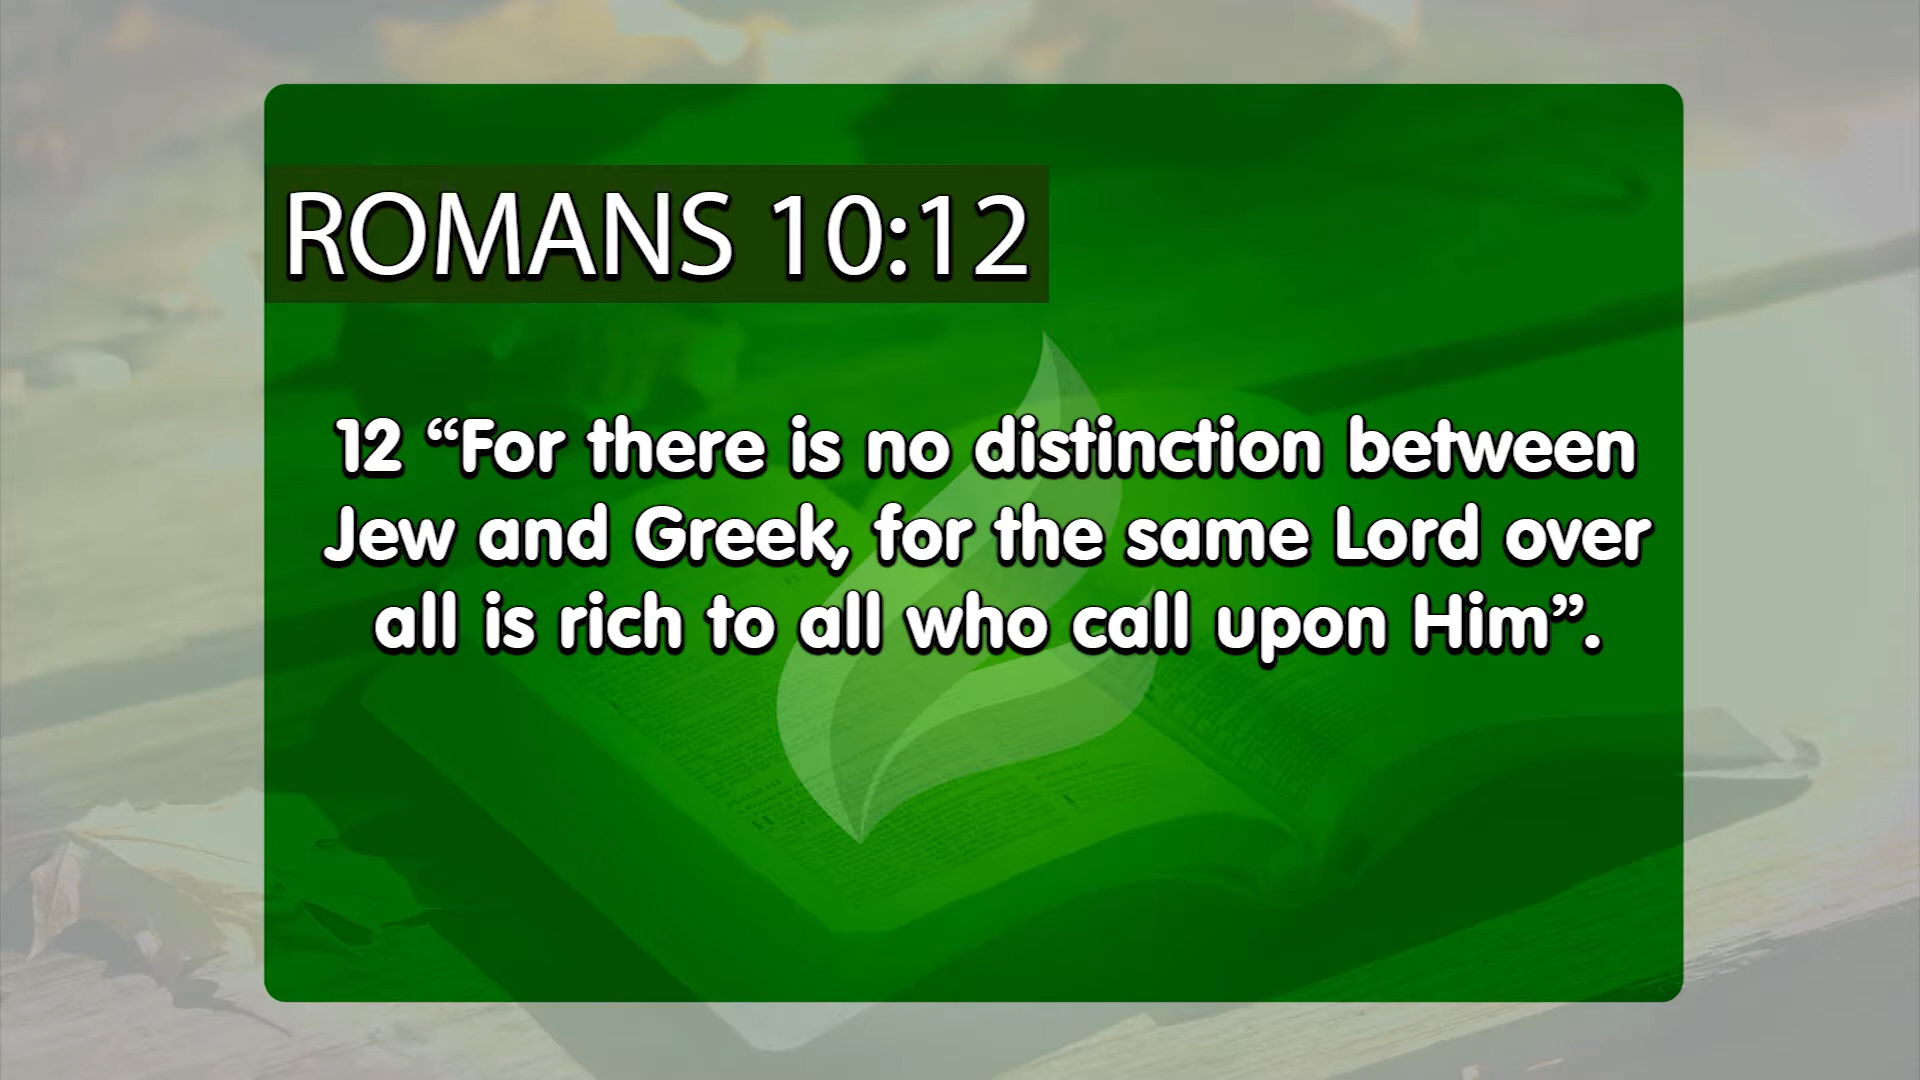 ROMANS 10:12
12 “For there is no distinction between
Jew and Greek, for the same Lord over
all is rich to all who call upon Him”.